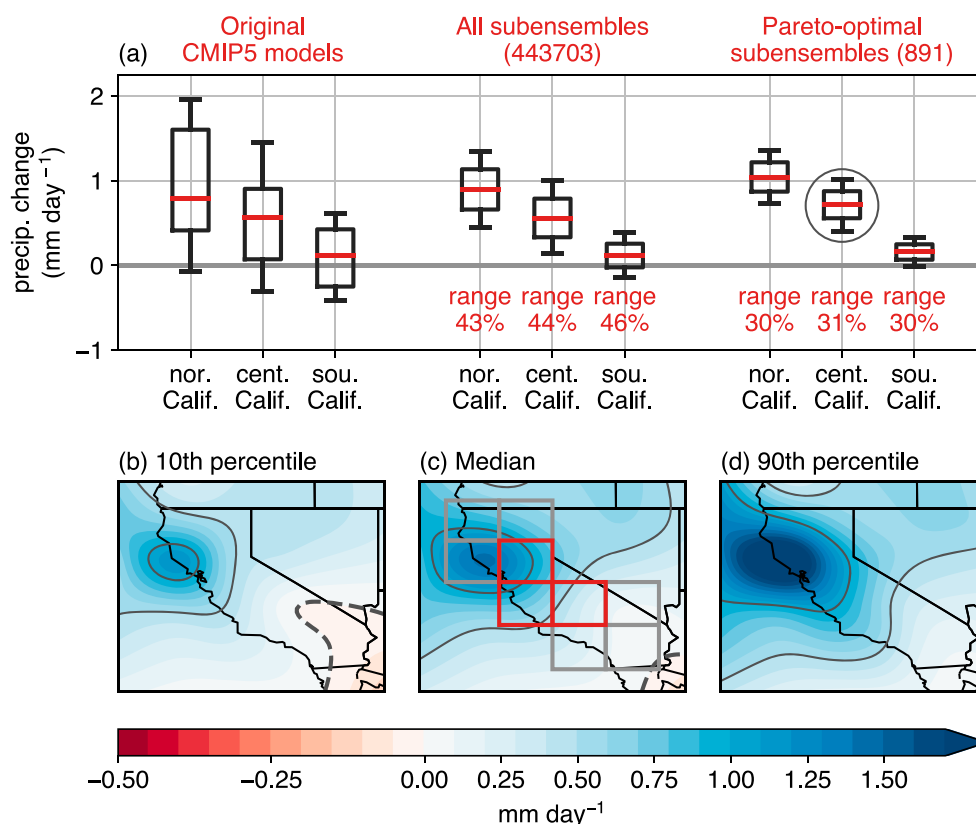 Original
CMIP5 models
All subensembles
(443703)
Pareto-optimal
subensembles (891)
(a)
precip. change
(mm day⁻¹)
2
1
0
−1
range
43%
range
44%
range
46%
range
30%
range
31%
range
30%
nor.
Calif.
cent.
Calif.
sou.
Calif.
nor.
Calif.
cent.
Calif.
sou.
Calif.
nor.
Calif.
cent.
Calif.
sou.
Calif.
(b) 10th percentile
(c) Median
(d) 90th percentile
−0.50 −0.25 0.00 0.25 0.50 0.75 1.00 1.25 1.50
mm day⁻¹